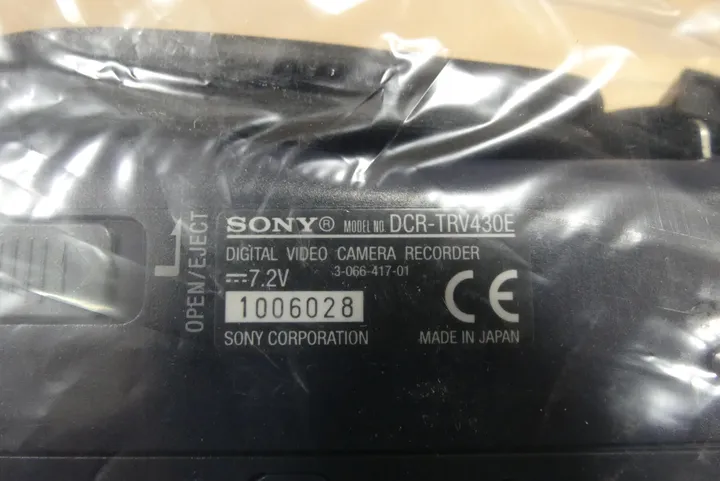 SONY® MODEL NO. DCR-TRV430E
DIGITAL VIDEO CAMERA RECORDER
3-066-417-01
⎓7.2V
1006028
CE
SONY CORPORATION MADE IN JAPAN
OPEN/EJECT